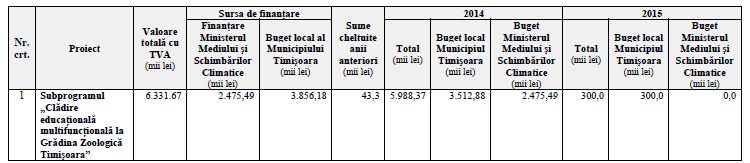 Nr. crt.
Proiect
Valoare totală cu TVA (mii lei)
Sursa de finanțare
Finanțare Ministerul Mediului și Schimbărilor Climatice (mii lei)
Buget local al Municipiului Timișoara (mii lei)
Sume cheltuite anii anteriori (mii lei)
2014
Total (mii lei)
Buget local Municipiul Timișoara (mii lei)
Buget Ministerul Mediului și Schimbărilor Climatice (mii lei)
2015
Total (mii lei)
Buget local Municipiul Timișoara (mii lei)
Buget Ministerul Mediului și Schimbărilor Climatice (mii lei)
1
Subprogramul
„Clădire
educațională
multifuncțională la
Grădina Zoologică
Timișoara”
6.331.67
2.475,49
3.856,18
43,3
5.988,37
3.512,88
2.475,49
300,0
300,0
0,0